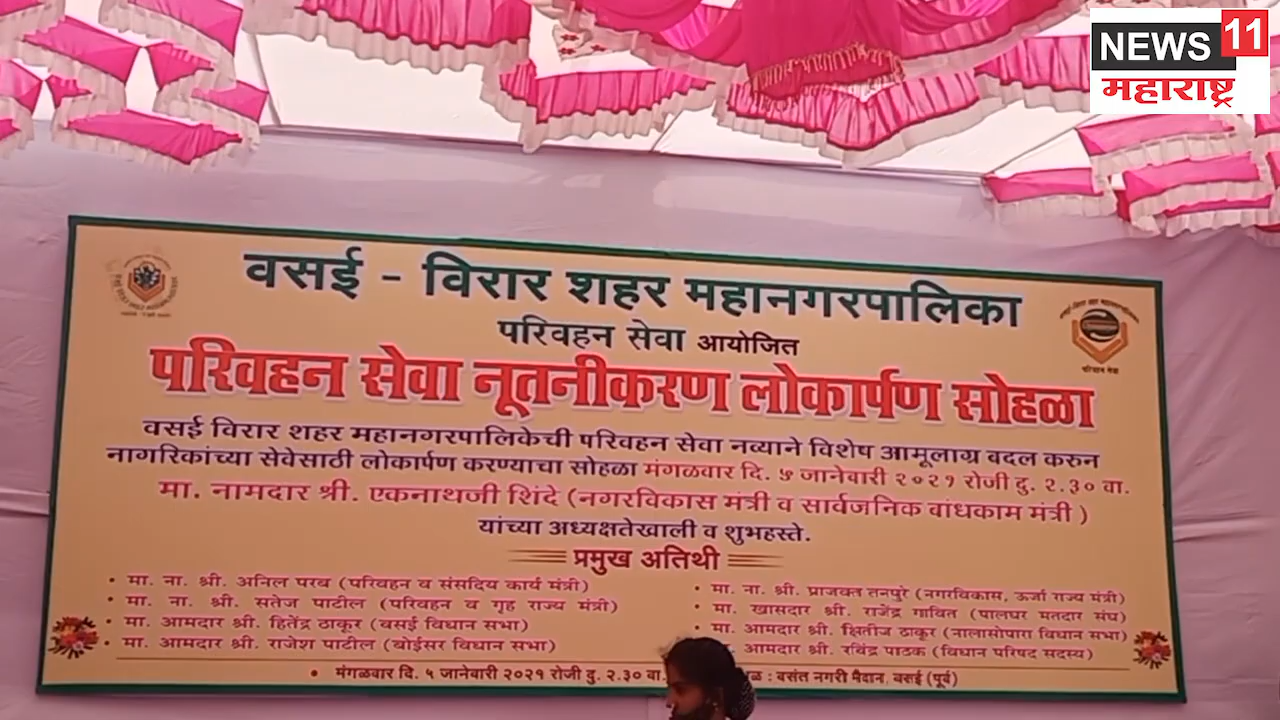 NEWS 11
महाराष्ट्र
वसई - विरार शहर महानगरपालिका
परिवहन सेवा आयोजित
परिवहन सेवा नूतनीकरण लोकार्पण सोहळा
वसई विरार शहर महानगरपालिकेची परिवहन सेवा नव्याने विशेष आमूलाग्र बदल करुन
नागरिकांच्या सेवेसाठी लोकार्पण करण्याचा सोहळा मंगळवार दि. ५ जानेवारी २०२१ रोजी दु. २.३० वा.
मा. नामदार श्री. एकनाथजी शिंदे (नगरविकास मंत्री व सार्वजनिक बांधकाम मंत्री )
यांच्या अध्यक्षतेखाली व शुभहस्ते.
प्रमुख अतिथी
• मा. ना. श्री. अनिल परब (परिवहन व संसदिय कार्य मंत्री)
• मा. ना. श्री. सतेज पाटील (परिवहन व गृह राज्य मंत्री)
• मा. आमदार श्री. हितेंद्र ठाकूर (वसई विधान सभा)
• मा. आमदार श्री. राजेश पाटील (बोईसर विधान सभा)
• मा. ना. श्री. प्राजक्त तनपुरे (नगरविकास, ऊर्जा राज्य मंत्री)
• मा. खासदार श्री. राजेंद्र गावित (पालघर मतदार संघ)
• मा. आमदार श्री. क्षितीज ठाकूर (नालासोपारा विधान सभा)
आमदार श्री. रविंद्र पाठक (विधान परिषद सदस्य)
• मंगळवार दि. ५ जानेवारी २०२१ रोजी दु. २.३० वा. : वसंत नगरी मैदान, वसई (पूर्व)
परिवहन सेवा